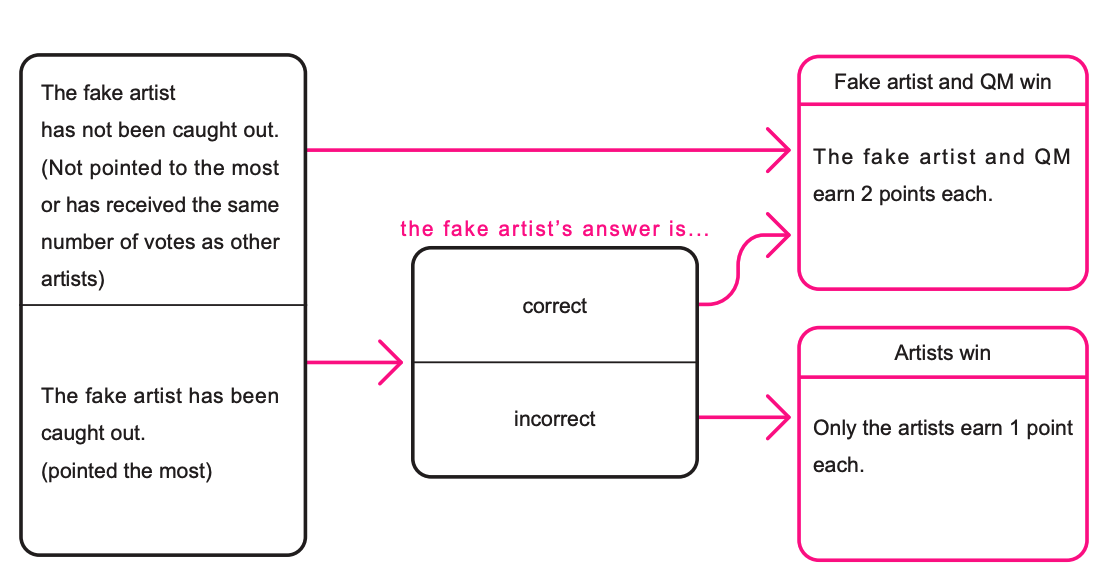 The fake artist
has not been caught out.
(Not pointed to the most
or has received the same
number of votes as other
artists)
The fake artist has been
caught out.
(pointed the most)
the fake artist’s answer is...
correct
incorrect
Fake artist and QM win
The fake artist and QM
earn 2 points each.
Artists win
Only the artists earn 1 point
each.